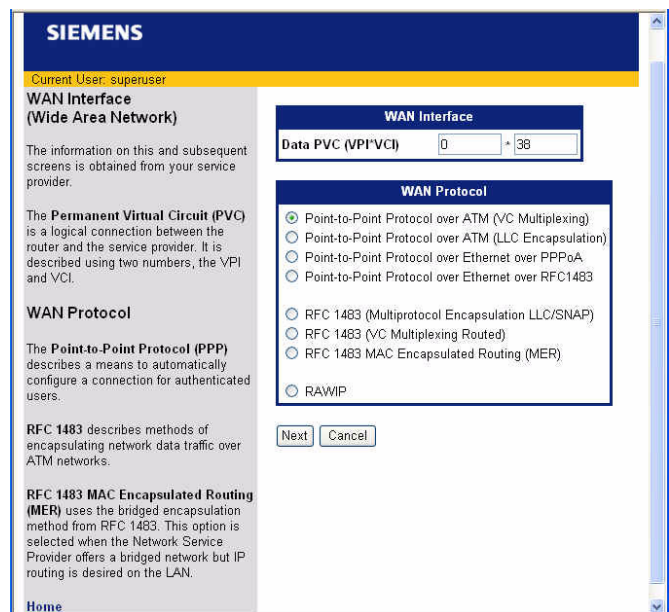 SIEMENS
Current User: superuser
WAN Interface
(Wide Area Network)
The information on this and subsequent
screens is obtained from your service
provider.
The Permanent Virtual Circuit (PVC)
is a logical connection between the
router and the service provider. It is
described using two numbers, the VPI
and VCI.
WAN Protocol
The Point-to-Point Protocol (PPP)
describes a means to automatically
configure a connection for authenticated
users.
RFC 1483 describes methods of
encapsulating network data traffic over
ATM networks.
RFC 1483 MAC Encapsulated Routing
(MER) uses the bridged encapsulation
method from RFC 1483. This option is
selected when the Network Service
Provider offers a bridged network but IP
routing is desired on the LAN.
Home
WAN Interface
Data PVC (VPI*VCI) 0 * 38
WAN Protocol
Point-to-Point Protocol over ATM (VC Multiplexing)
Point-to-Point Protocol over ATM (LLC Encapsulation)
Point-to-Point Protocol over Ethernet over PPPoA
Point-to-Point Protocol over Ethernet over RFC1483
RFC 1483 (Multiprotocol Encapsulation LLC/SNAP)
RFC 1483 (VC Multiplexing Routed)
RFC 1483 MAC Encapsulated Routing (MER)
RAWIP
Next Cancel